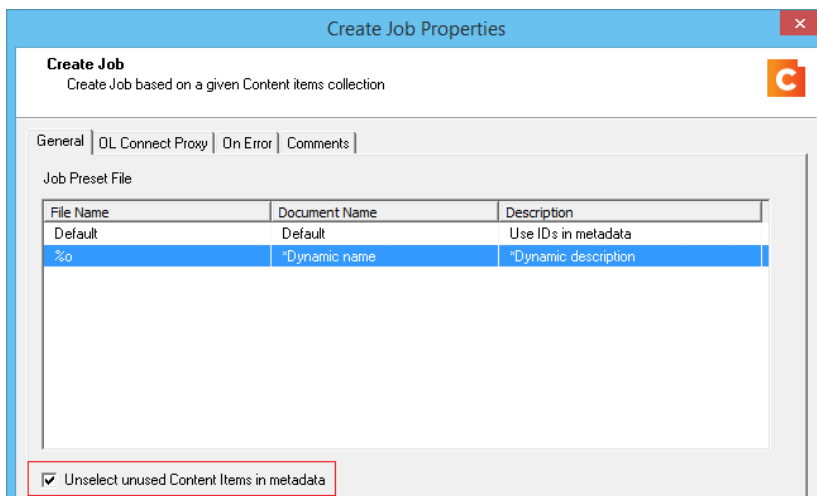 Create Job Properties
Create Job
Create Job based on a given Content items collection
General OL Connect Proxy On Error Comments
Job Preset File
File Name Document Name Description
Default Default Use IDs in metadata
%o *Dynamic name *Dynamic description
Unselect unused Content Items in metadata